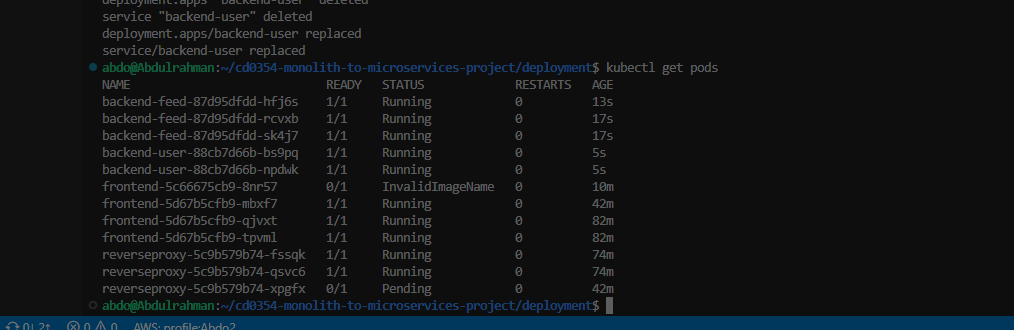 deployment.apps "backend-user" deleted
service "backend-user" deleted
deployment.apps/backend-user replaced
service/backend-user replaced
abdo@Abdulrahman:~/cd0354-monolith-to-microservices-project/deployment$ kubectl get pods
NAME READY STATUS RESTARTS AGE
backend-feed-87d95dfdd-hfj6s 1/1 Running 0 13s
backend-feed-87d95dfdd-rcvxb 1/1 Running 0 17s
backend-feed-87d95dfdd-sk4j7 1/1 Running 0 17s
backend-user-88cb7d66b-bs9pq 1/1 Running 0 5s
backend-user-88cb7d66b-npdwk 1/1 Running 0 5s
frontend-5c66675cb9-8nr57 0/1 InvalidImageName 0 10m
frontend-5d67b5cfb9-mbxf7 1/1 Running 0 42m
frontend-5d67b5cfb9-qjvxt 1/1 Running 0 82m
frontend-5d67b5cfb9-tpvml 1/1 Running 0 82m
reverseproxy-5c9b579b74-fssqk 1/1 Running 0 74m
reverseproxy-5c9b579b74-qsvc6 1/1 Running 0 74m
reverseproxy-5c9b579b74-xpgfx 0/1 Pending 0 42m
abdo@Abdulrahman:~/cd0354-monolith-to-microservices-project/deployment$
0↓ 2↑ 0 0 AWS: profile:Abdo2